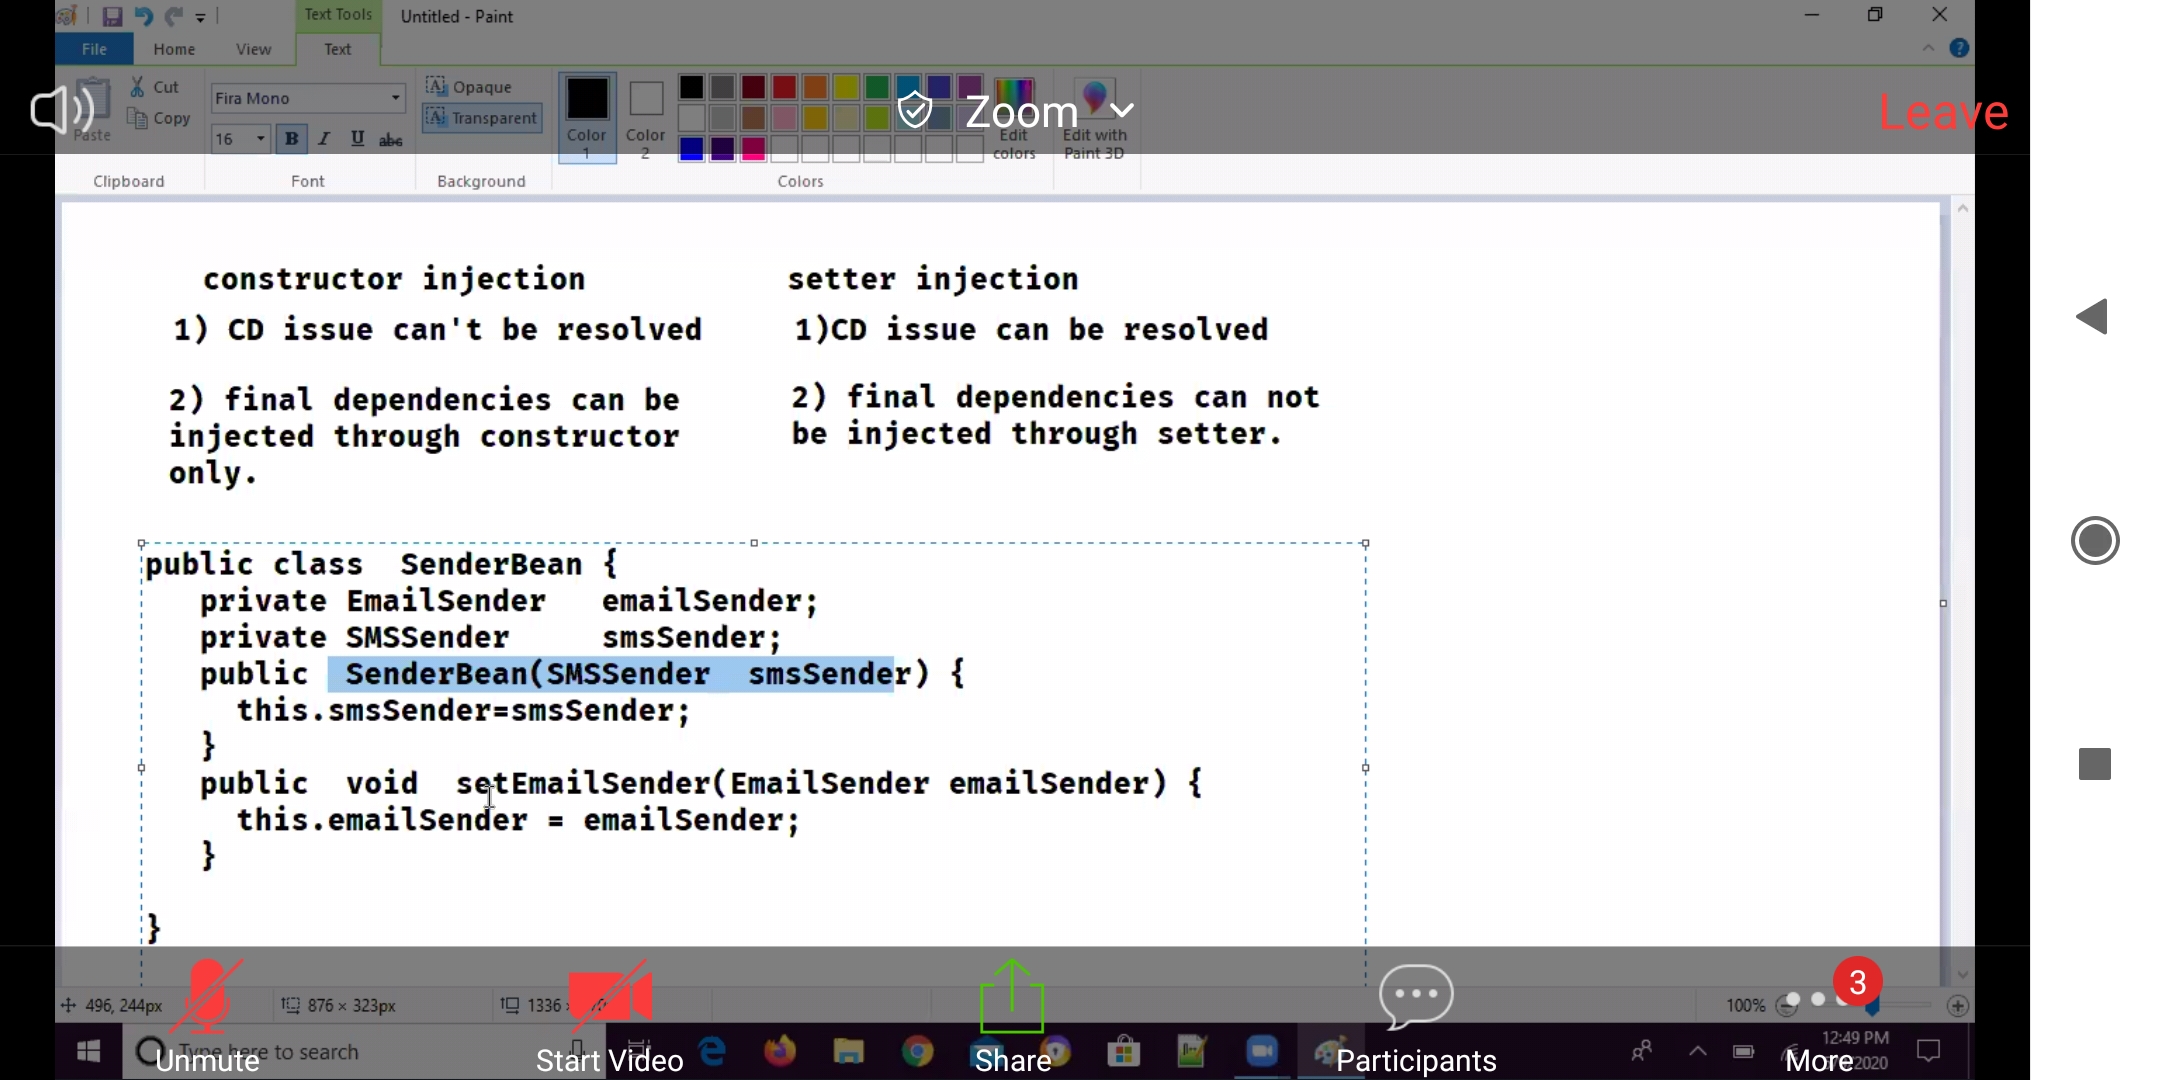 Text Tools
Untitled - Paint
File
Home
View
Text
Cut
Copy
Paste
Fira Mono
16
B
I
U
abc
Opaque
Transparent
Color
1
Color
2
Edit
colors
Edit with
Paint 3D
Zoom
Leave
Clipboard
Font
Background
Colors
constructor injection
setter injection
1) CD issue can't be resolved
1)CD issue can be resolved
2) final dependencies can be
injected through constructor
only.
2) final dependencies can not
be injected through setter.
public class SenderBean {
private EmailSender emailSender;
private SMSSender smsSender;
public SenderBean(SMSSender smsSender) {
this.smsSender=smsSender;
}
public void setEmailSender(EmailSender emailSender) {
this.emailSender = emailSender;
}
}
496, 244px
876 × 323px
1336
100%
3
Type here to search
12:49 PM
2020
Unmute
Start Video
Share
Participants
More